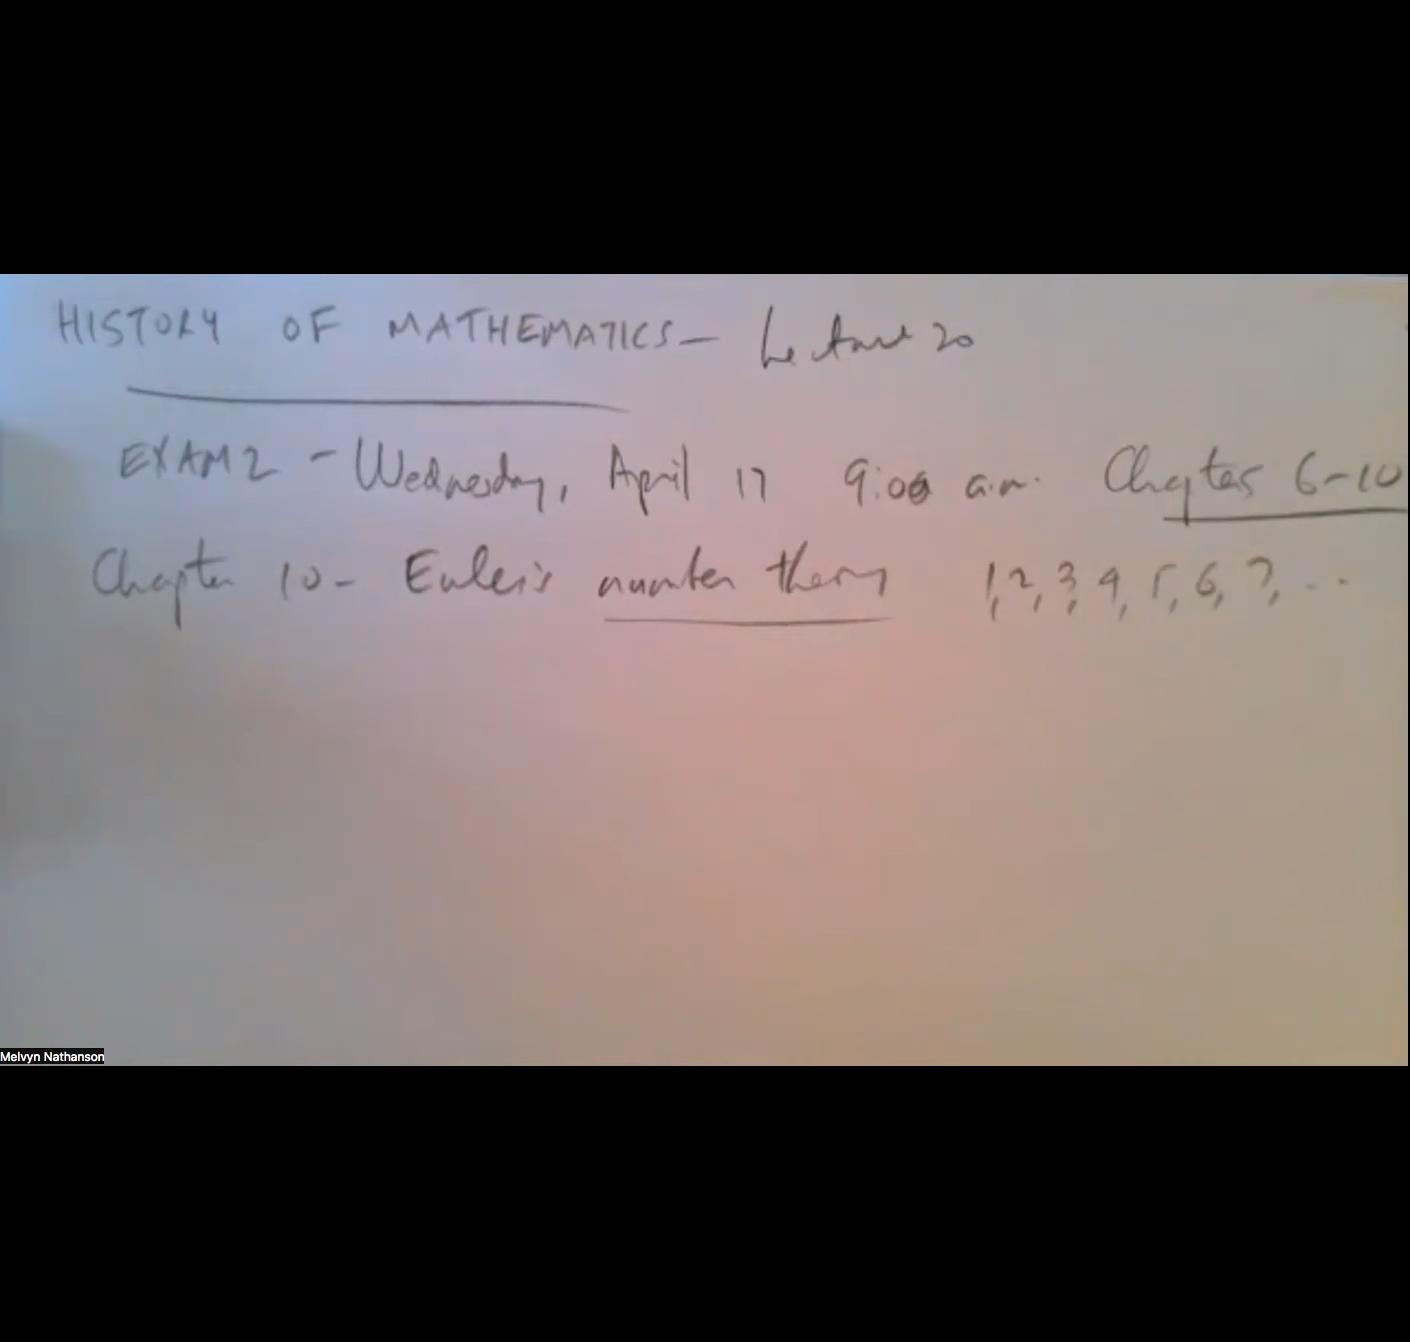 HISTORY OF MATHEMATICS - Lecture 20
EXAM 2 - Wednesday, April 17 9:00 a.m. Chapters 6-10
Chapter 10 - Euler's number theory 1, 2, 3, 4, 5, 6, 7, ...
Melvyn Nathanson